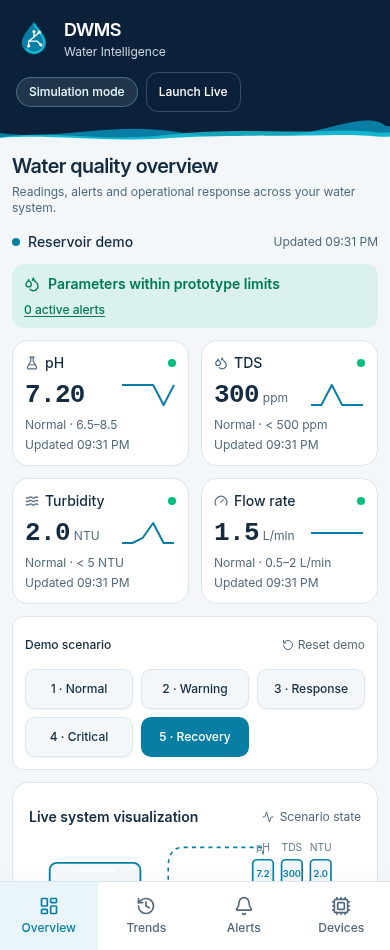 DWMS
Water Intelligence
Simulation mode
Launch Live
Water quality overview
Readings, alerts and operational response across your water
system.
Reservoir demo
Updated 09:31 PM
Parameters within prototype limits
0 active alerts
pH
7.20
Normal · 6.5–8.5
Updated 09:31 PM
TDS
300 ppm
Normal · < 500 ppm
Updated 09:31 PM
Turbidity
2.0 NTU
Normal · < 5 NTU
Updated 09:31 PM
Flow rate
1.5 L/min
Normal · 0.5–2 L/min
Updated 09:31 PM
Demo scenario
Reset demo
1 · Normal
2 · Warning
3 · Response
4 · Critical
5 · Recovery
Live system visualization
Scenario state
pH TDS NTU
7.2 300 2.0
Overview
Trends
Alerts
Devices